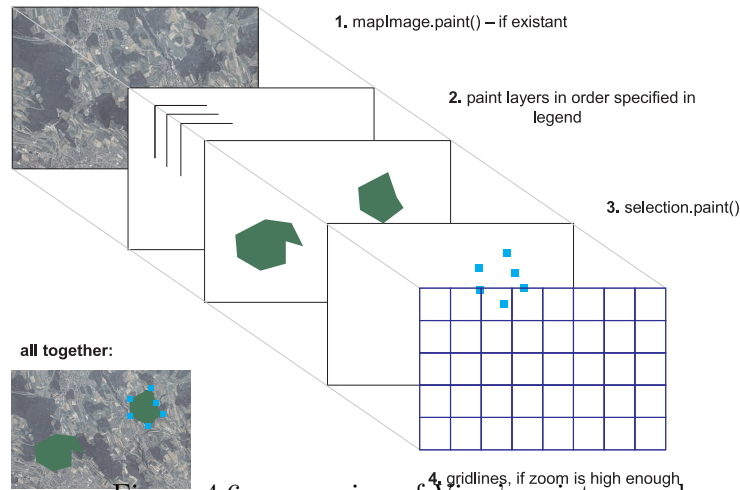 1. mapImage.paint() – if existant
2. paint layers in order specified in
legend
3. selection.paint()
all together:
4. gridlines, if zoom is high enough